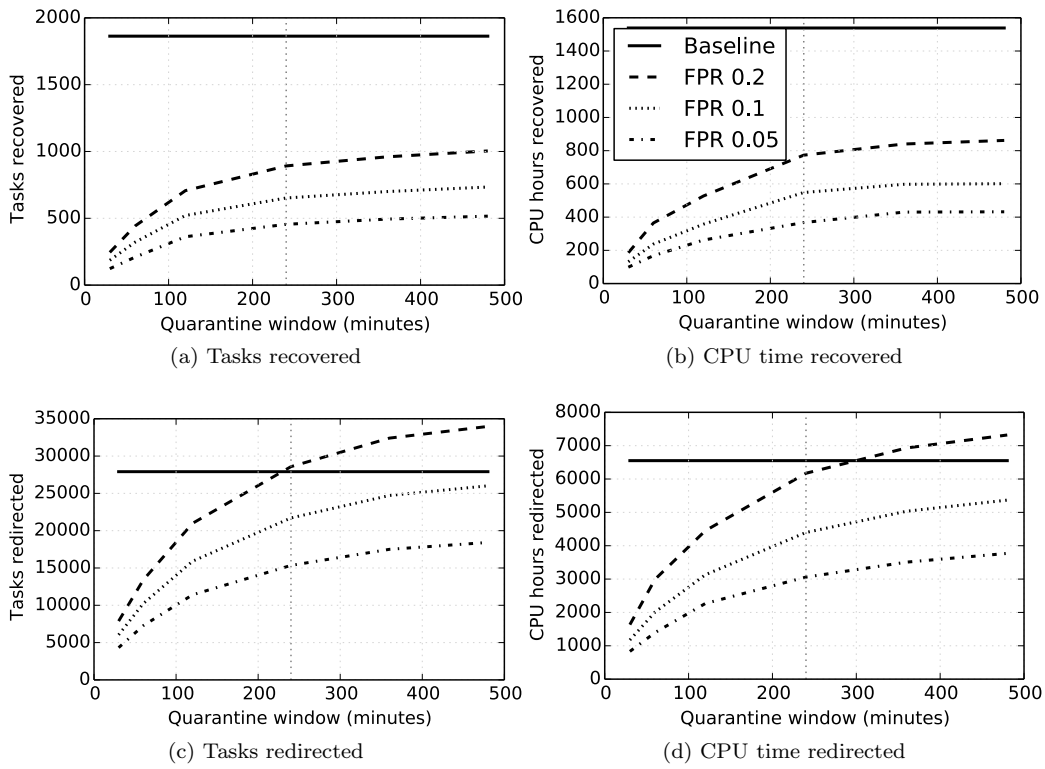 2000
1500
1000
500
0
Tasks recovered
0 100 200 300 400 500
Quarantine window (minutes)
(a) Tasks recovered
1600
1400
1200
1000
800
600
400
200
0
CPU hours recovered
Baseline
FPR 0.2
FPR 0.1
FPR 0.05
0 100 200 300 400 500
Quarantine window (minutes)
(b) CPU time recovered
35000
30000
25000
20000
15000
10000
5000
0
Tasks redirected
0 100 200 300 400 500
Quarantine window (minutes)
(c) Tasks redirected
8000
7000
6000
5000
4000
3000
2000
1000
0
CPU hours redirected
0 100 200 300 400 500
Quarantine window (minutes)
(d) CPU time redirected